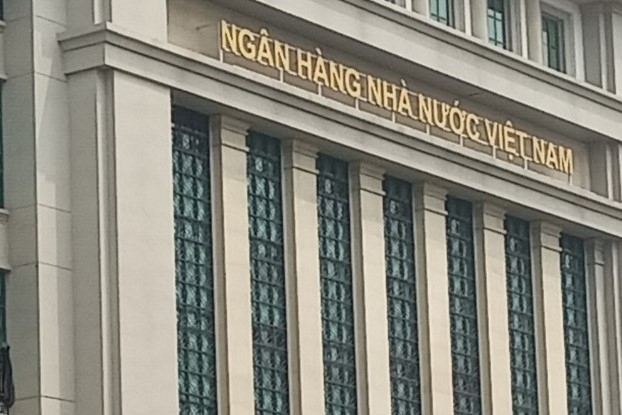 NGÂN HÀNG NHÀ NƯỚC VIỆT NAM